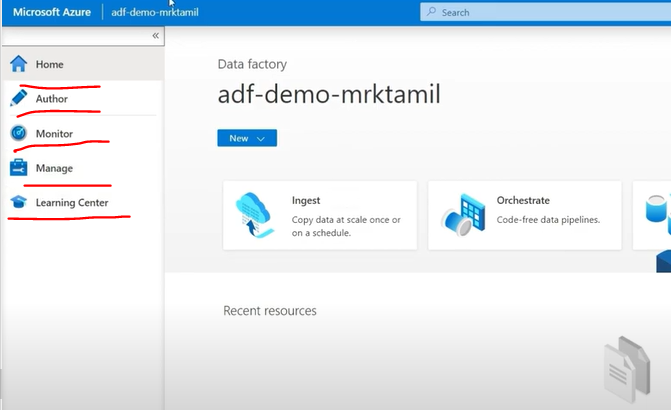 Microsoft Azure
adf-demo-mrktamil
Search
«
Home
Author
Monitor
Manage
Learning Center
Data factory
adf-demo-mrktamil
New
Ingest
Copy data at scale once or
on a schedule.
Orchestrate
Code-free data pipelines.
Recent resources